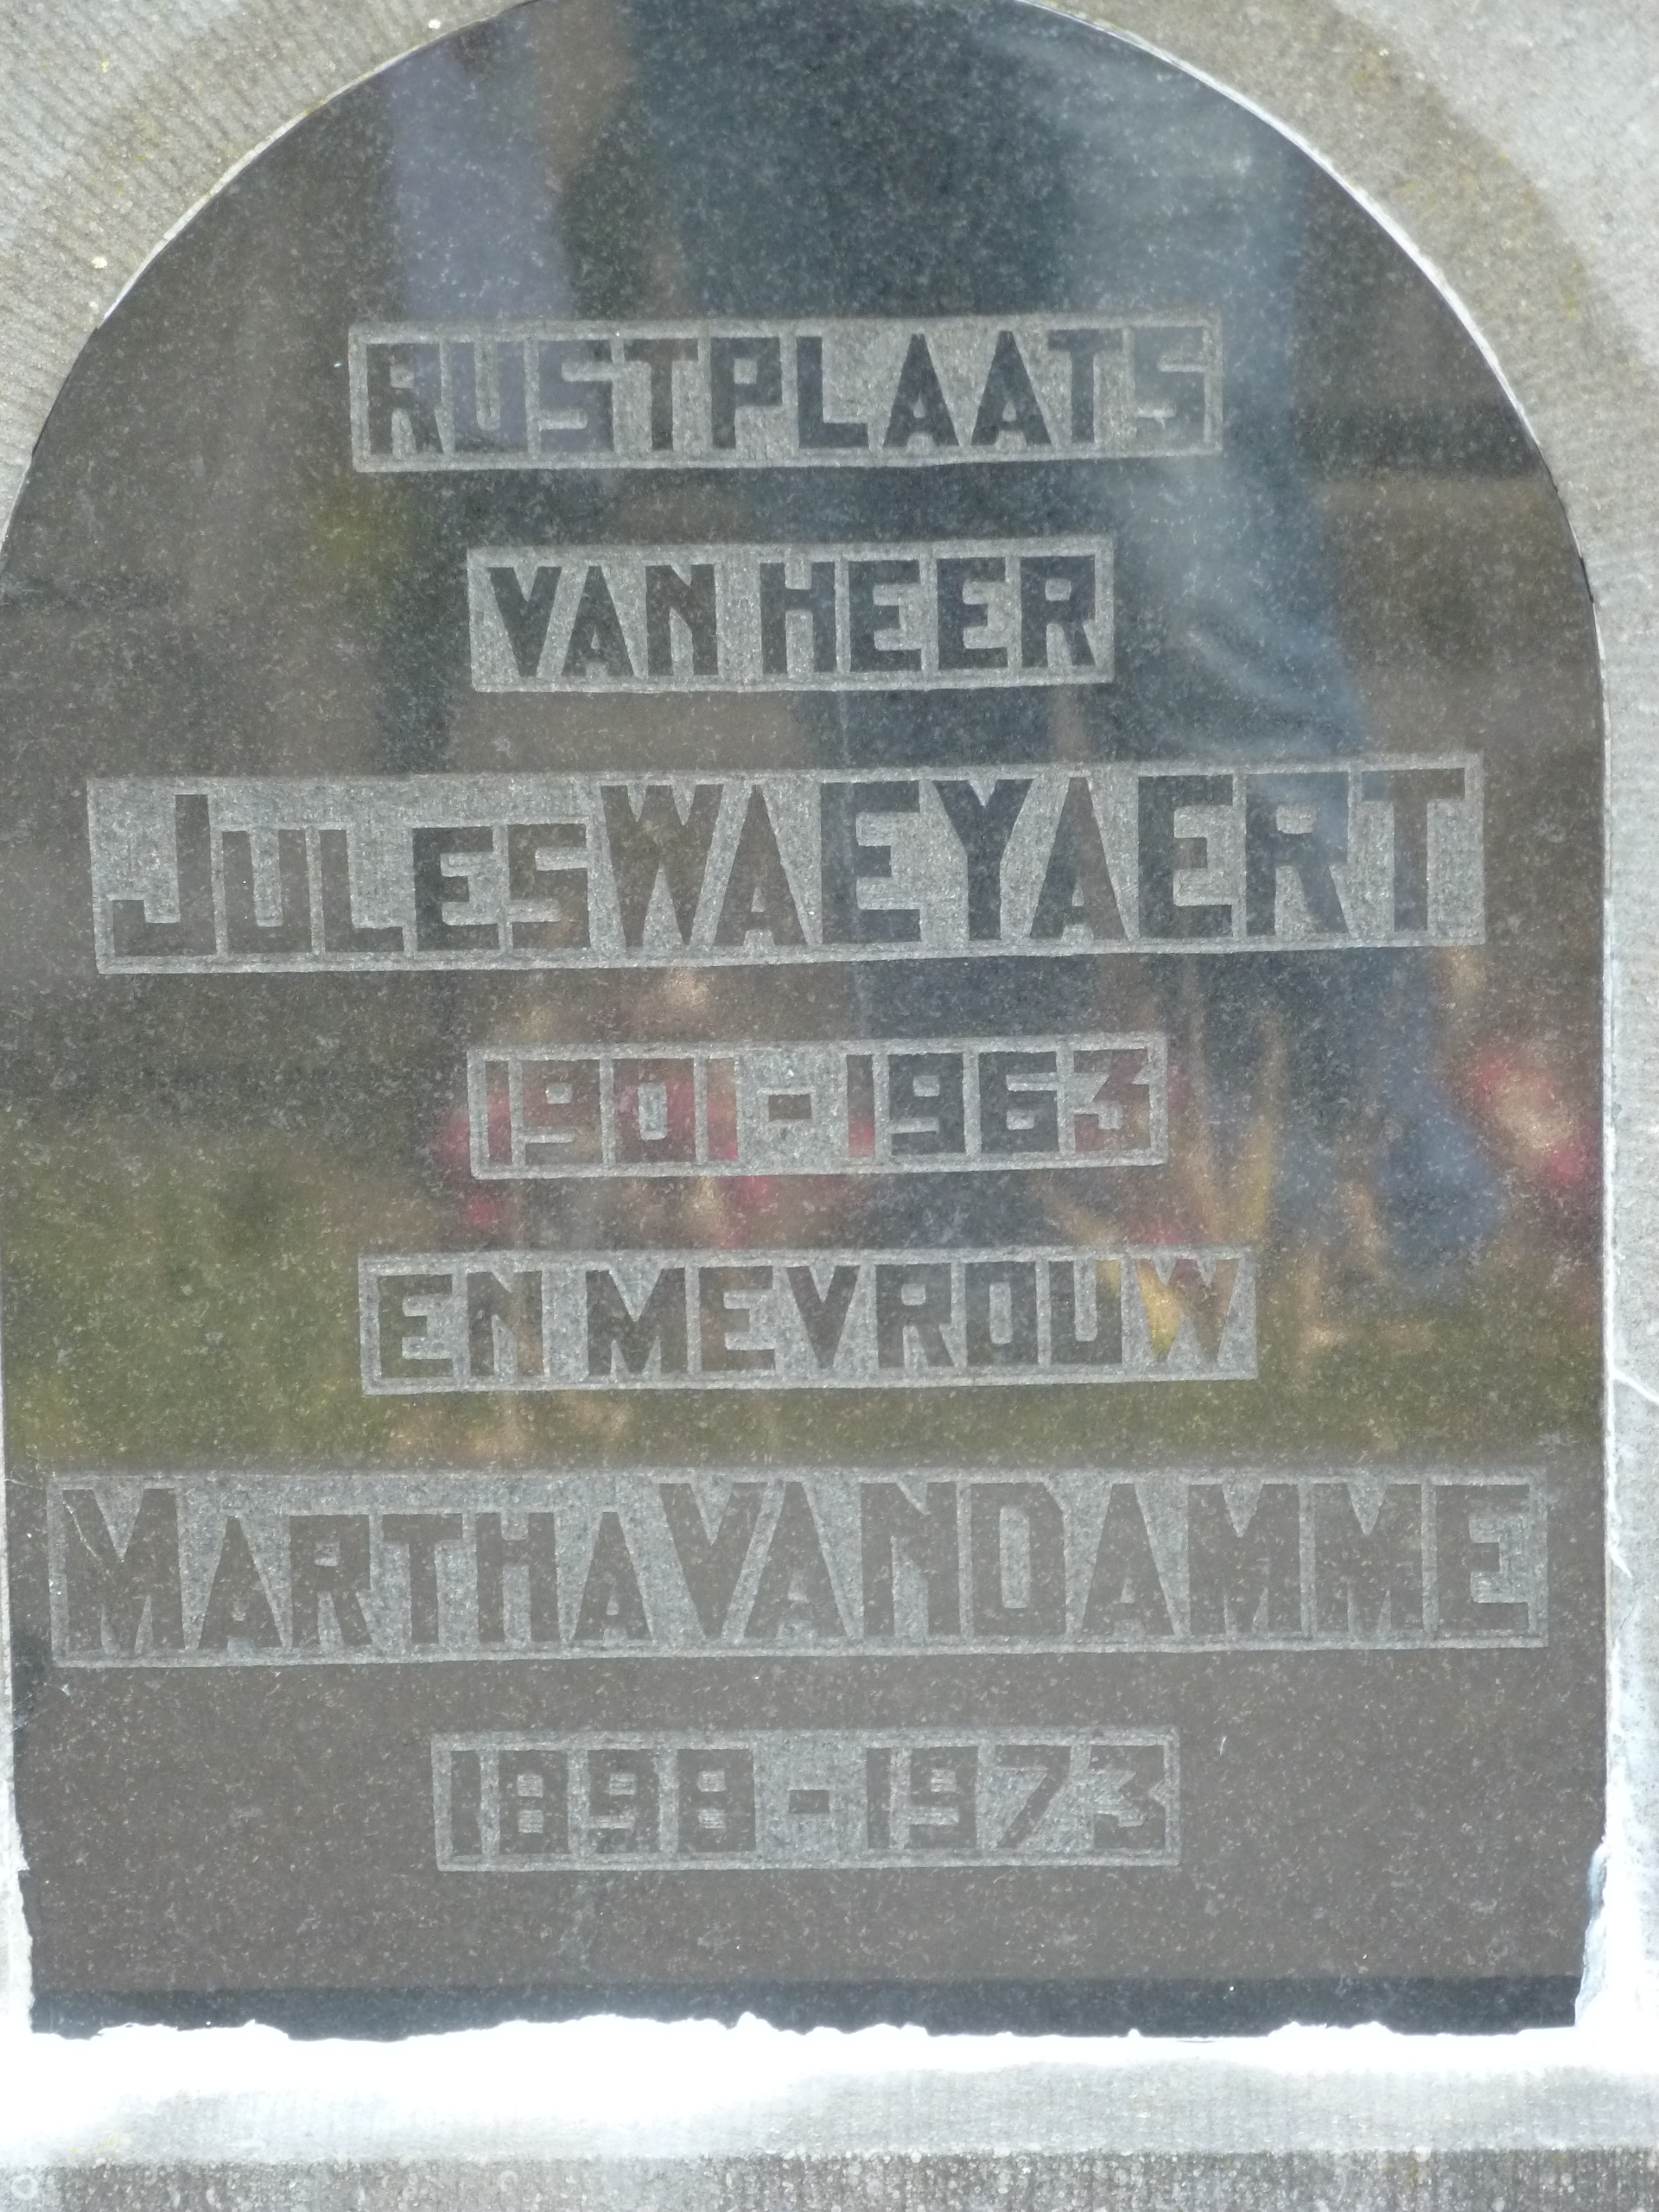 RUSTPLAATS
VAN HEER
JULES WAEYAERT
1901-1963
EN MEVROUW
MARTHA VANDAMME
1898-1973